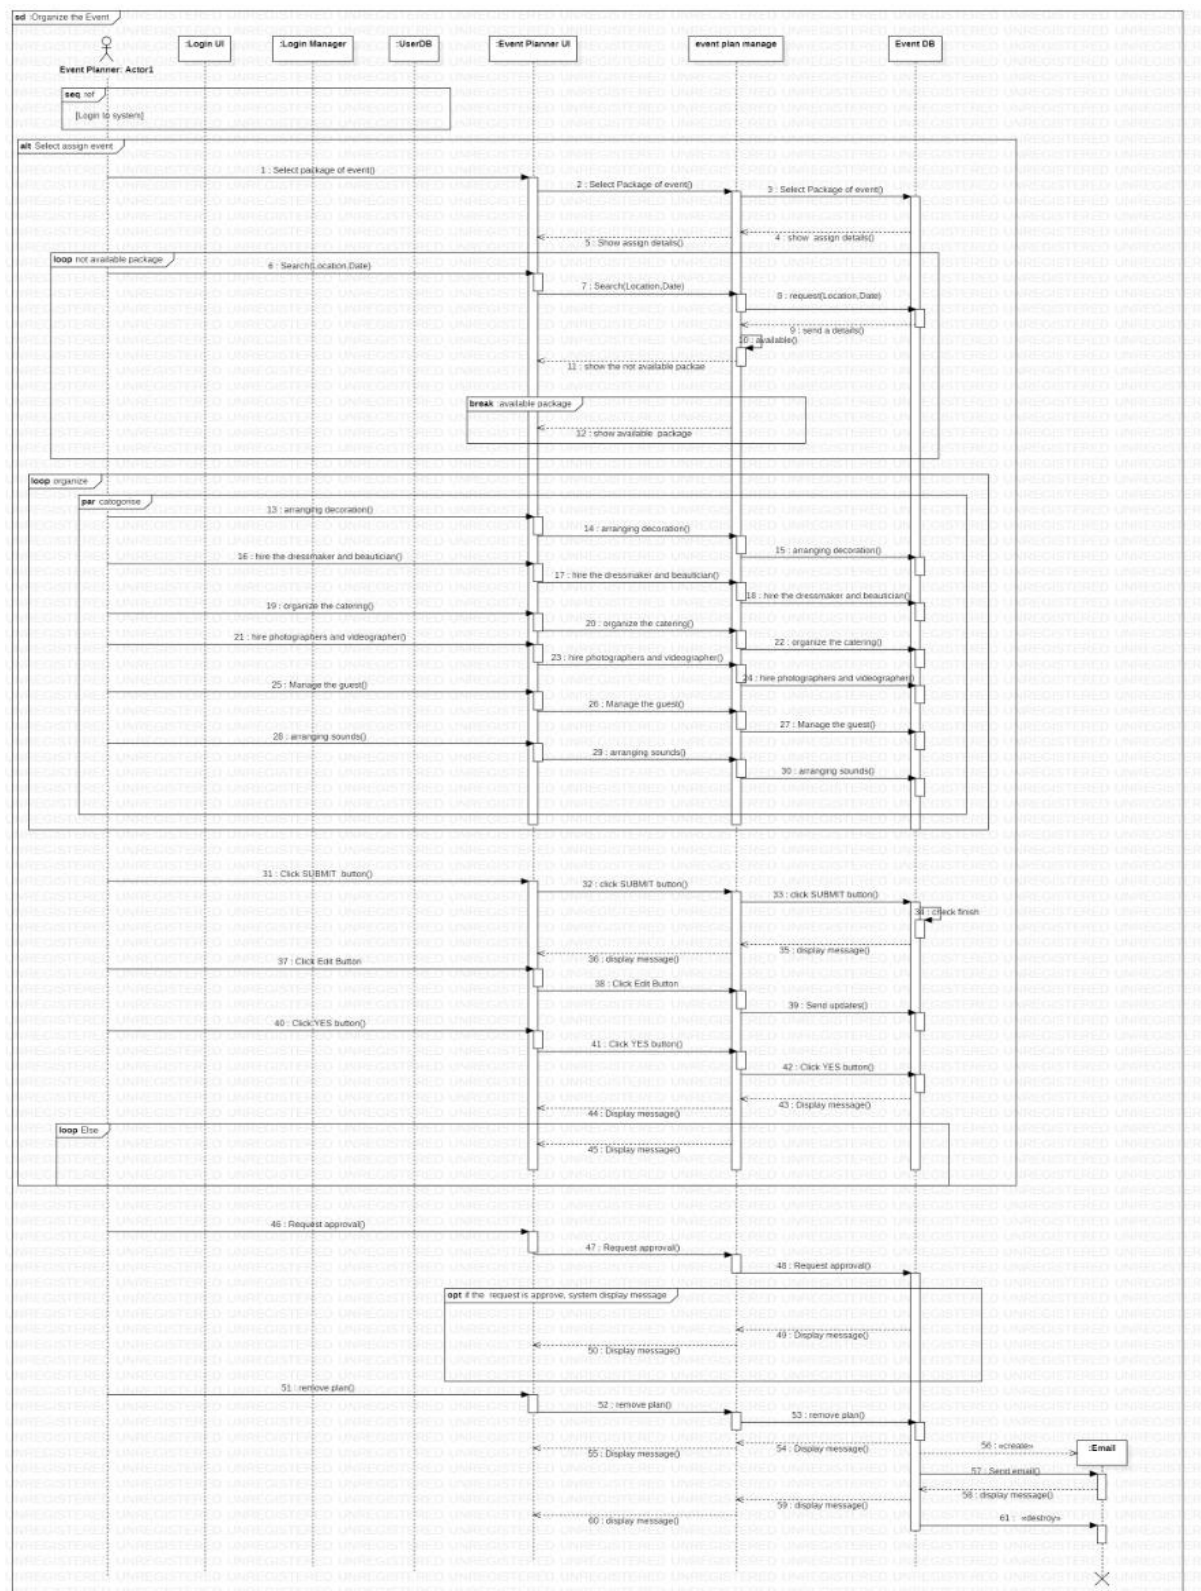 sd :Organize the Event
:Login UI
:Login Manager
:UserDB
:Event Planner UI
event plan manage
Event DB
Event Planner: Actor1
seq ref
[Login to system]
alt Select assign event
1 : Select package of event()
2 : Select Package of event()
3 : Select Package of event()
4 : show assign details()
5 : Show assign details()
loop not available package
6 : Search(Location,Date)
7 : Search(Location,Date)
8 : request(Location,Date)
9 : send a details()
10 : available()
11 : show the not available packae
break :available package
12 : show available package
loop organize
par catogorise
13 : arranging decoration()
14 : arranging decoration()
15 : arranging decoration()
16 : hire the dressmaker and beautician()
17 : hire the dressmaker and beautician()
18 : hire the dressmaker and beautician()
19 : organize the catering()
20 : organize the catering()
21 : hire photographers and videographer()
22 : organize the catering()
23 : hire photographers and videographer()
24 : hire photographers and videographer()
25 : Manage the guest()
26 : Manage the guest()
27 : Manage the guest()
28 : arranging sounds()
29 : arranging sounds()
30 : arranging sounds()
31 : Click SUBMIT button()
32 : click SUBMIT button()
33 : click SUBMIT button()
34 : check finish
35 : display message()
36 : display message()
37 : Click Edit Button
38 : Click Edit Button
39 : Send updates()
40 : Click YES button()
41 : Click YES button()
42 : Click YES button()
43 : Display message()
44 : Display message()
loop Else
45 : Display message()
46 : Request approval()
47 : Request approval()
48 : Request approval()
opt if the request is approve, system display message
49 : Display message()
50 : Display message()
51 : remove plan()
52 : remove plan()
53 : remove plan()
54 : Display message()
55 : Display message()
56 : «create»
:Email
57 : Send email()
58 : display message()
59 : display message()
60 : display message()
61 : «destroy»